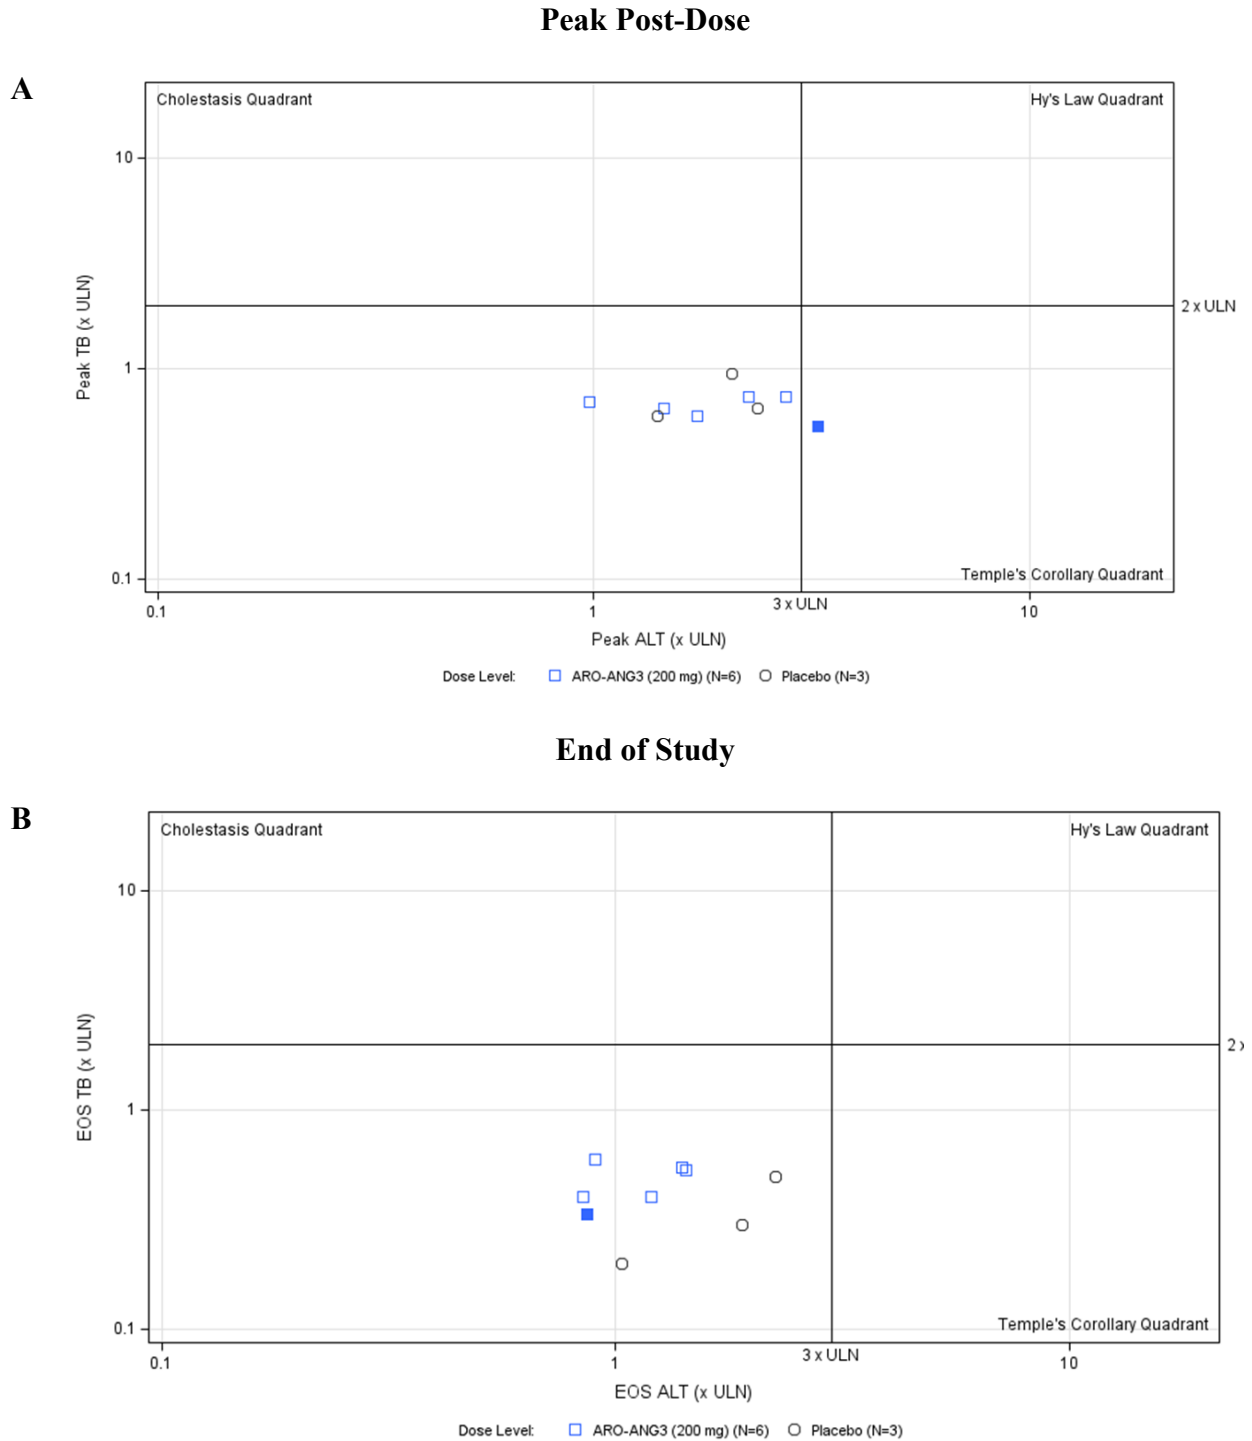 Peak Post-Dose
A
Cholestasis Quadrant
Hy's Law Quadrant
10
Peak TB (x ULN)
2 x ULN
1
0.1
Temple's Corollary Quadrant
3 x ULN
0.1 1 10
Peak ALT (x ULN)
Dose Level: ARO-ANG3 (200 mg) (N=6) Placebo (N=3)
End of Study
B
Cholestasis Quadrant
Hy's Law Quadrant
10
EOS TB (x ULN)
2 x
1
0.1
Temple's Corollary Quadrant
3 x ULN
0.1 1 10
EOS ALT (x ULN)
Dose Level: ARO-ANG3 (200 mg) (N=6) Placebo (N=3)